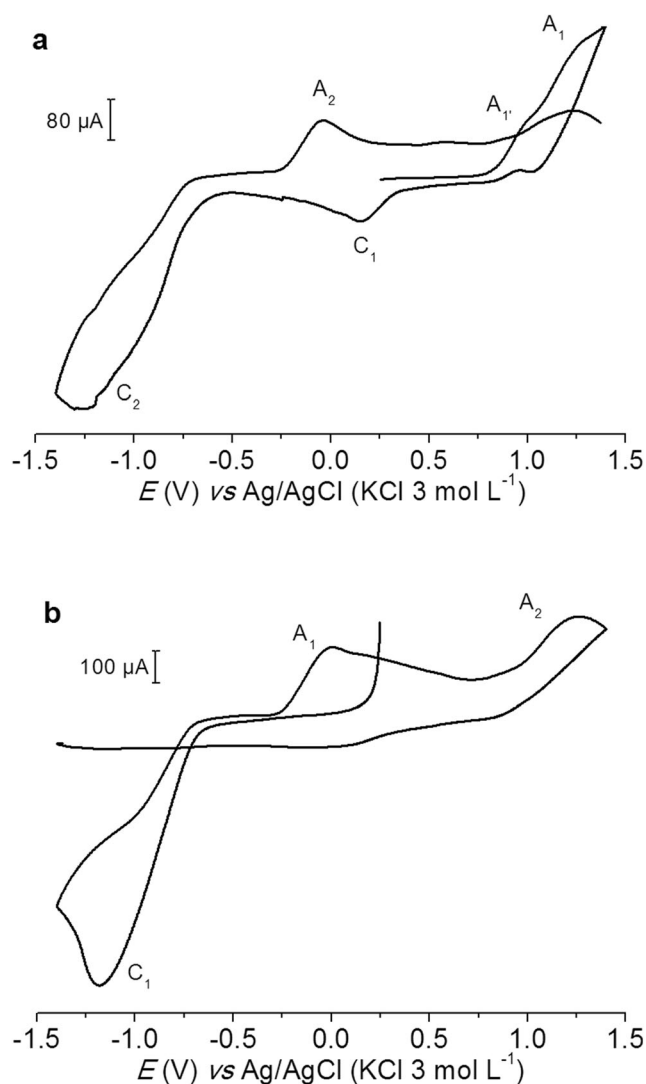 a
A1
A2
A1'
80 µA
C1
C2
-1.5 -1.0 -0.5 0.0 0.5 1.0 1.5
E (V) vs Ag/AgCl (KCl 3 mol L-1)
b
A2
A1
100 µA
C1
-1.5 -1.0 -0.5 0.0 0.5 1.0 1.5
E (V) vs Ag/AgCl (KCl 3 mol L-1)